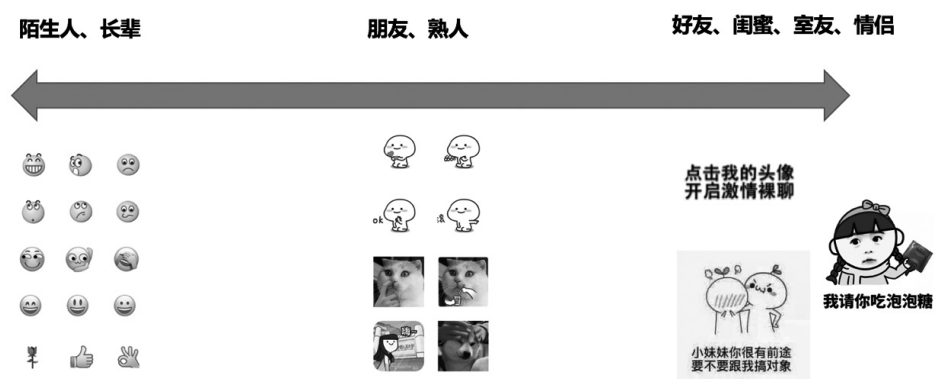 陌生人、长辈
朋友、熟人
好友、闺蜜、室友、情侣
点击我的头像
开启激情裸聊
ok
滚
嗨~
我请你吃泡泡糖
小妹妹你很有前途
要不要跟我搞对象